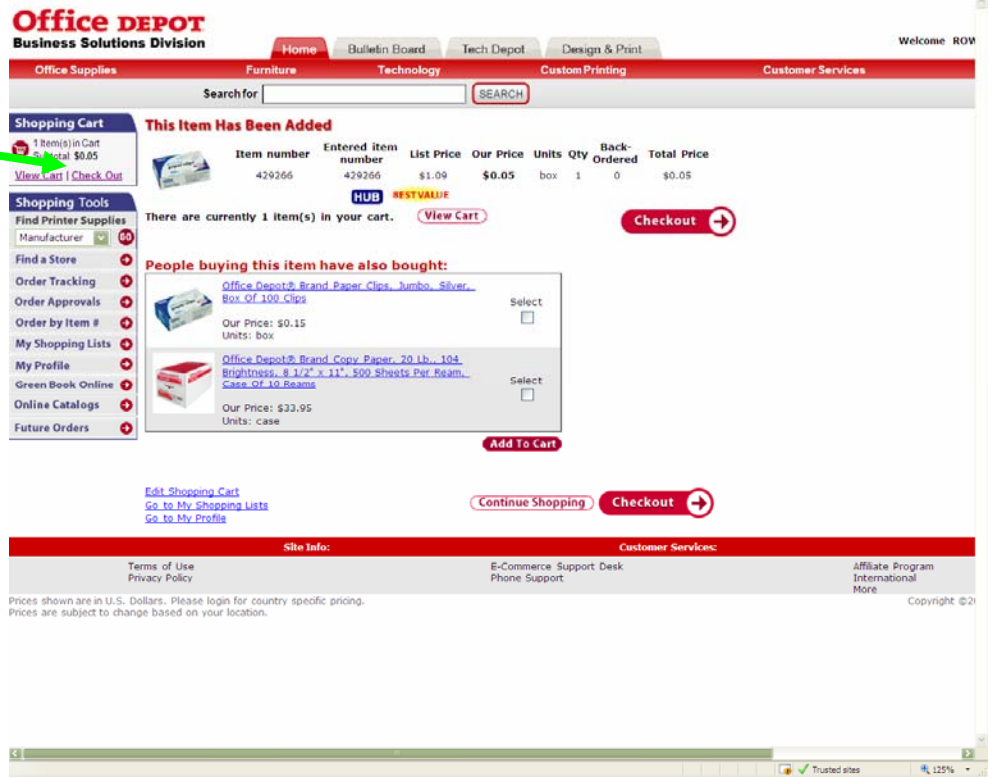 Office DEPOT
Business Solutions Division
Home
Bulletin Board
Tech Depot
Design & Print
Welcome ROW
Office Supplies
Furniture
Technology
Custom Printing
Customer Services
Search for
SEARCH
Shopping Cart
1 Item(s) in Cart
Subtotal: $0.05
View Cart | Check Out
Shopping Tools
Find Printer Supplies
Manufacturer
GO
Find a Store
Order Tracking
Order Approvals
Order by Item #
My Shopping Lists
My Profile
Green Book Online
Online Catalogs
Future Orders
This Item Has Been Added
Item number Entered item number List Price Our Price Units Qty Back-Ordered Total Price
429266 429266 $1.09 $0.05 box 1 0 $0.05
HUB BESTVALUE
There are currently 1 item(s) in your cart.
View Cart
Checkout
People buying this item have also bought:
Office Depot® Brand Paper Clips, Jumbo, Silver,
Box Of 100 Clips
Select
Our Price: $0.15
Units: box
Office Depot® Brand Copy Paper, 20 Lb., 104
Brightness, 8 1/2" x 11", 500 Sheets Per Ream,
Case Of 10 Reams
Select
Our Price: $33.95
Units: case
Add To Cart
Edit Shopping Cart
Go to My Shopping Lists
Go to My Profile
Continue Shopping
Checkout
Site Info:
Customer Services:
Terms of Use
Privacy Policy
E-Commerce Support Desk
Phone Support
Affiliate Program
International
More
Prices shown are in U.S. Dollars. Please login for country specific pricing.
Prices are subject to change based on your location.
Copyright ©2
Trusted sites
125%